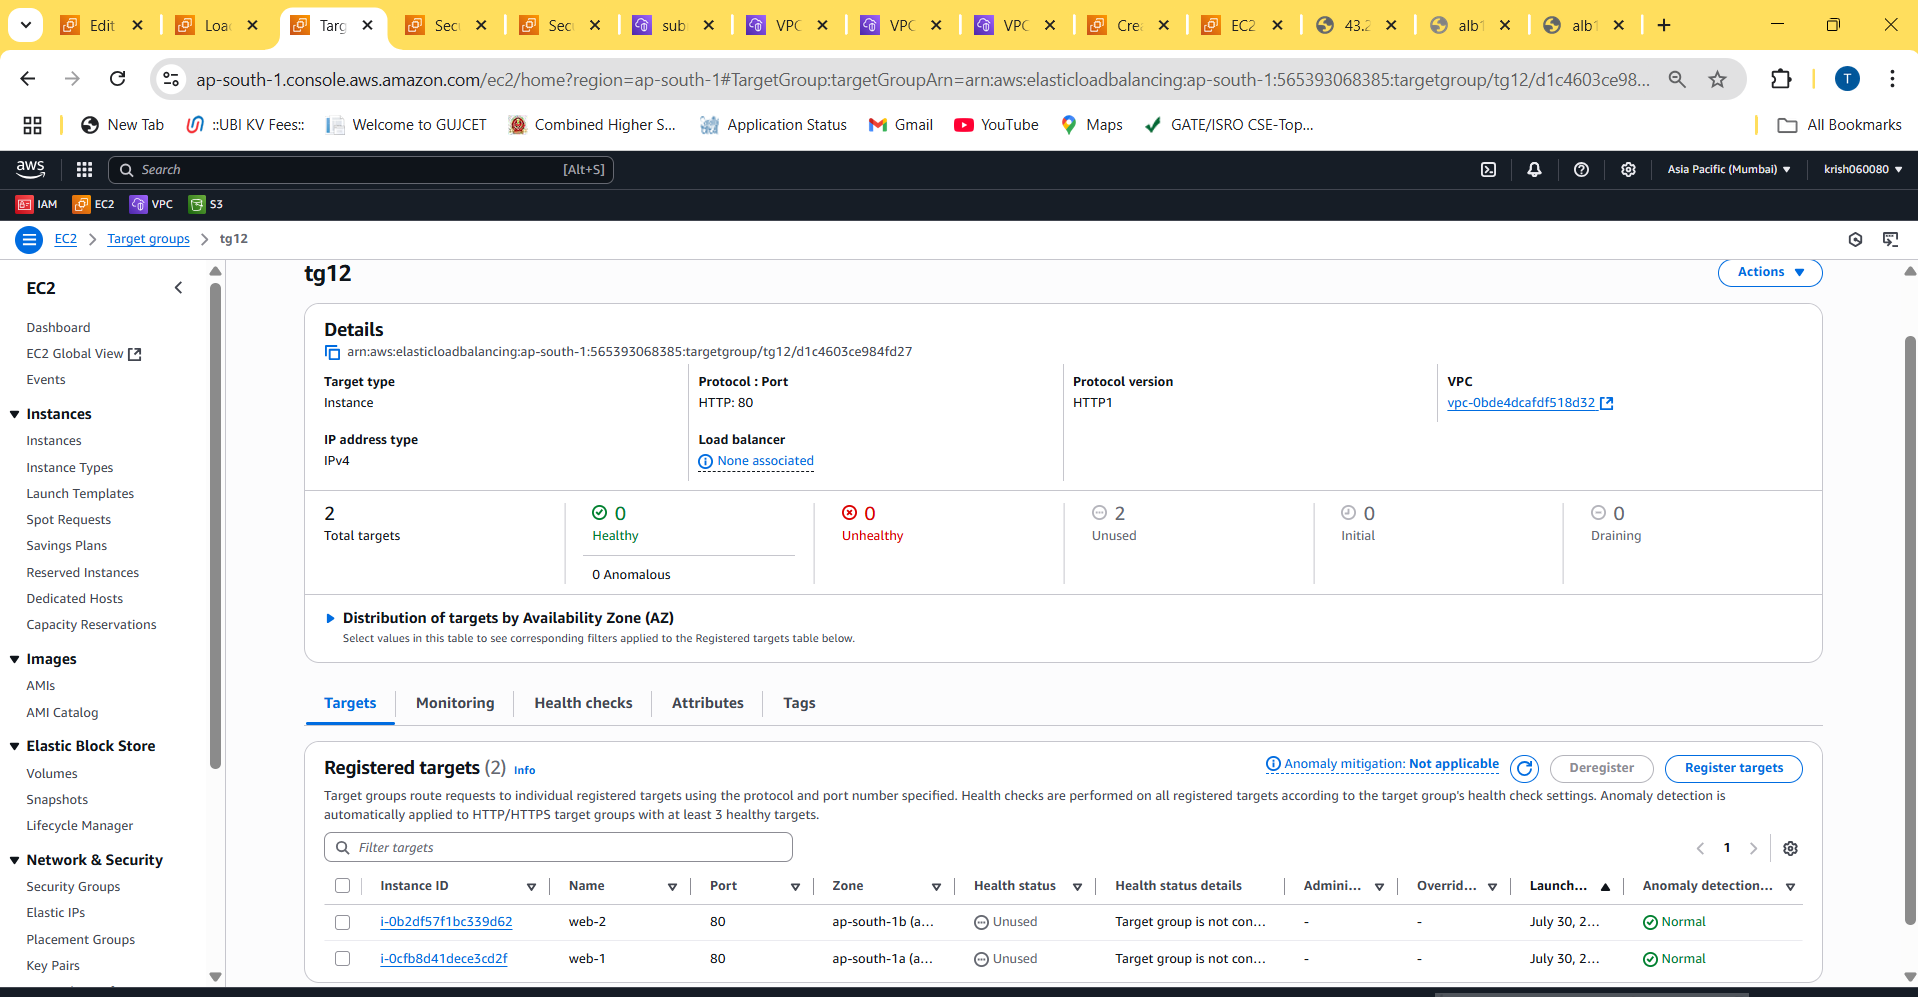 Edit
Loa
Targ
Sec
Sec
sub
VPC
VPC
VPC
Crea
EC2
43.2
alb1
alb1
ap-south-1.console.aws.amazon.com/ec2/home?region=ap-south-1#TargetGroup:targetGroupArn=arn:aws:elasticloadbalancing:ap-south-1:565393068385:targetgroup/tg12/d1c4603ce98...
T
New Tab
::UBI KV Fees::
Welcome to GUJCET
Combined Higher S...
Application Status
Gmail
YouTube
Maps
GATE/ISRO CSE-Top...
All Bookmarks
aws
Search
[Alt+S]
Asia Pacific (Mumbai)
krish060080
IAM
EC2
VPC
S3
EC2
Target groups
tg12
EC2
Dashboard
EC2 Global View
Events
Instances
Instances
Instance Types
Launch Templates
Spot Requests
Savings Plans
Reserved Instances
Dedicated Hosts
Capacity Reservations
Images
AMIs
AMI Catalog
Elastic Block Store
Volumes
Snapshots
Lifecycle Manager
Network & Security
Security Groups
Elastic IPs
Placement Groups
Key Pairs
tg12
Actions
Details
arn:aws:elasticloadbalancing:ap-south-1:565393068385:targetgroup/tg12/d1c4603ce984fd27
Target type
Instance
Protocol : Port
HTTP: 80
Protocol version
HTTP1
VPC
vpc-0bde4dcafdf518d32
IP address type
IPv4
Load balancer
None associated
2
Total targets
0
Healthy
0 Anomalous
0
Unhealthy
2
Unused
0
Initial
0
Draining
Distribution of targets by Availability Zone (AZ)
Select values in this table to see corresponding filters applied to the Registered targets table below.
Targets
Monitoring
Health checks
Attributes
Tags
Registered targets (2) Info
Anomaly mitigation: Not applicable
Deregister
Register targets
Target groups route requests to individual registered targets using the protocol and port number specified. Health checks are performed on all registered targets according to the target group's health check settings. Anomaly detection is
automatically applied to HTTP/HTTPS target groups with at least 3 healthy targets.
Filter targets
1
Instance ID Name Port Zone Health status Health status details Admini... Overrid... Launch... Anomaly detection...
i-0b2df57f1bc339d62 web-2 80 ap-south-1b (a... Unused Target group is not con... - - July 30, 2... Normal
i-0cfb8d41dece3cd2f web-1 80 ap-south-1a (a... Unused Target group is not con... - - July 30, 2... Normal